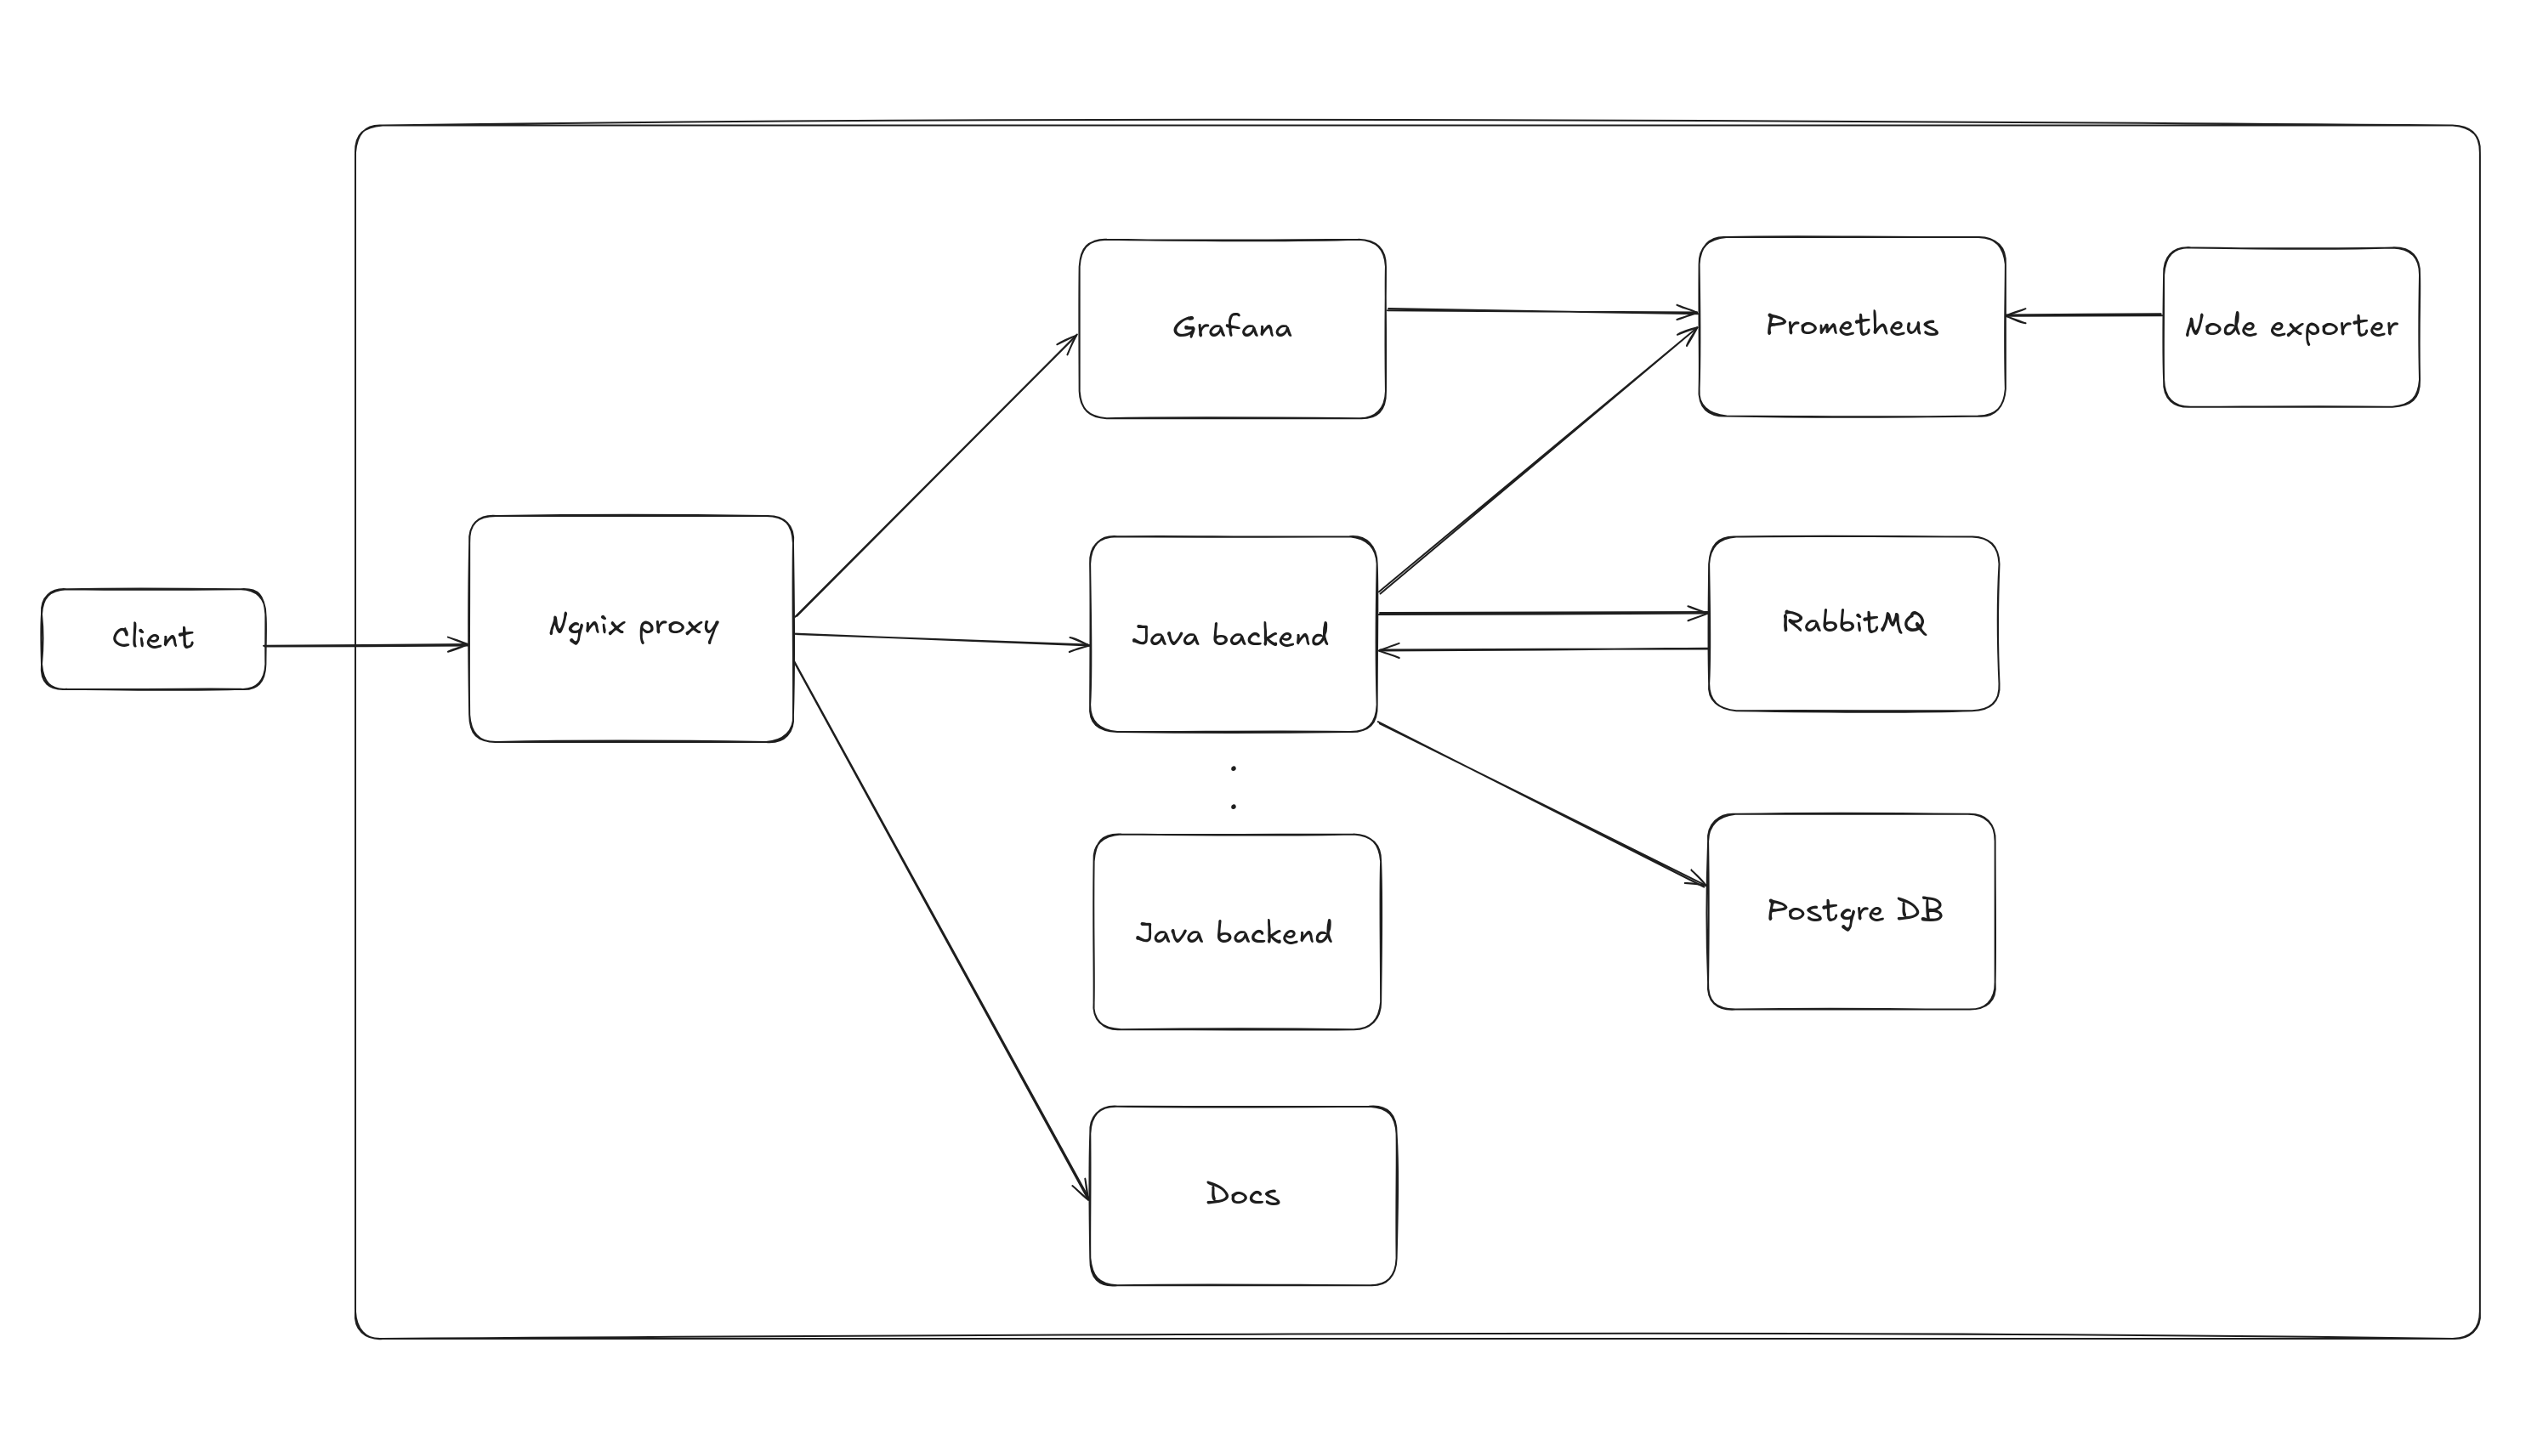 Grafana
Prometheus
Node exporter
Client
Ngnix proxy
Java backend
RabbitMQ
Java backend
Postgre DB
Docs